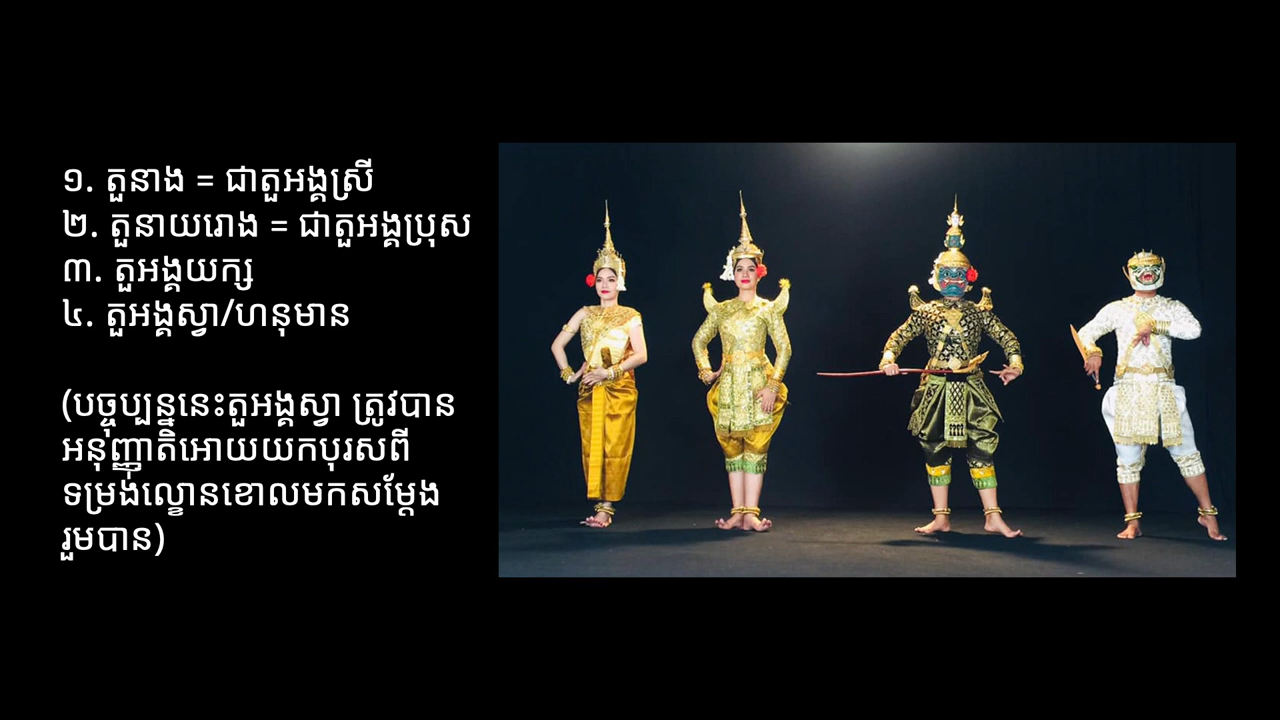 ១. តួនាង = ជាតួអង្គស្រី
២. តួនាយរោង = ជាតួអង្គប្រុស
៣. តួអង្គយក្ស
៤. តួអង្គស្វា/ហនុមាន
(បច្ចុប្បន្ននេះតួអង្គស្វា ត្រូវបាន
អនុញ្ញាតិអោយយកបុរសពី
ទម្រង់ល្ខោនខោលមកសម្តែង
រួមបាន)